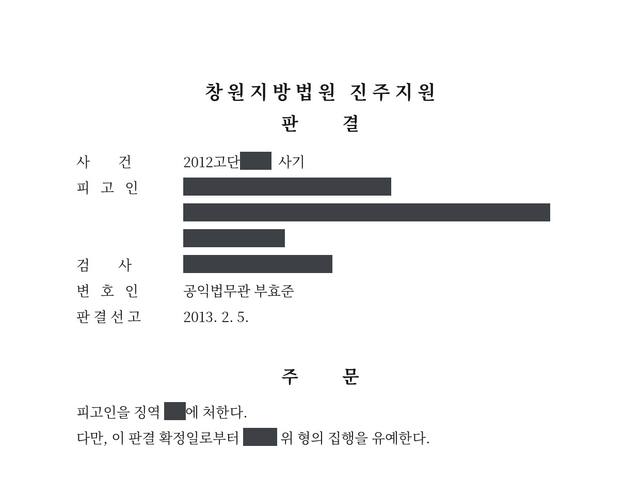 창원지방법원 진주지원
판 결
사 건 2012고단 사기
피 고 인
검 사
변 호 인 공익법무관 부효준
판결선고 2013. 2. 5.
주 문
피고인을 징역 에 처한다.
다만, 이 판결 확정일로부터 위 형의 집행을 유예한다.